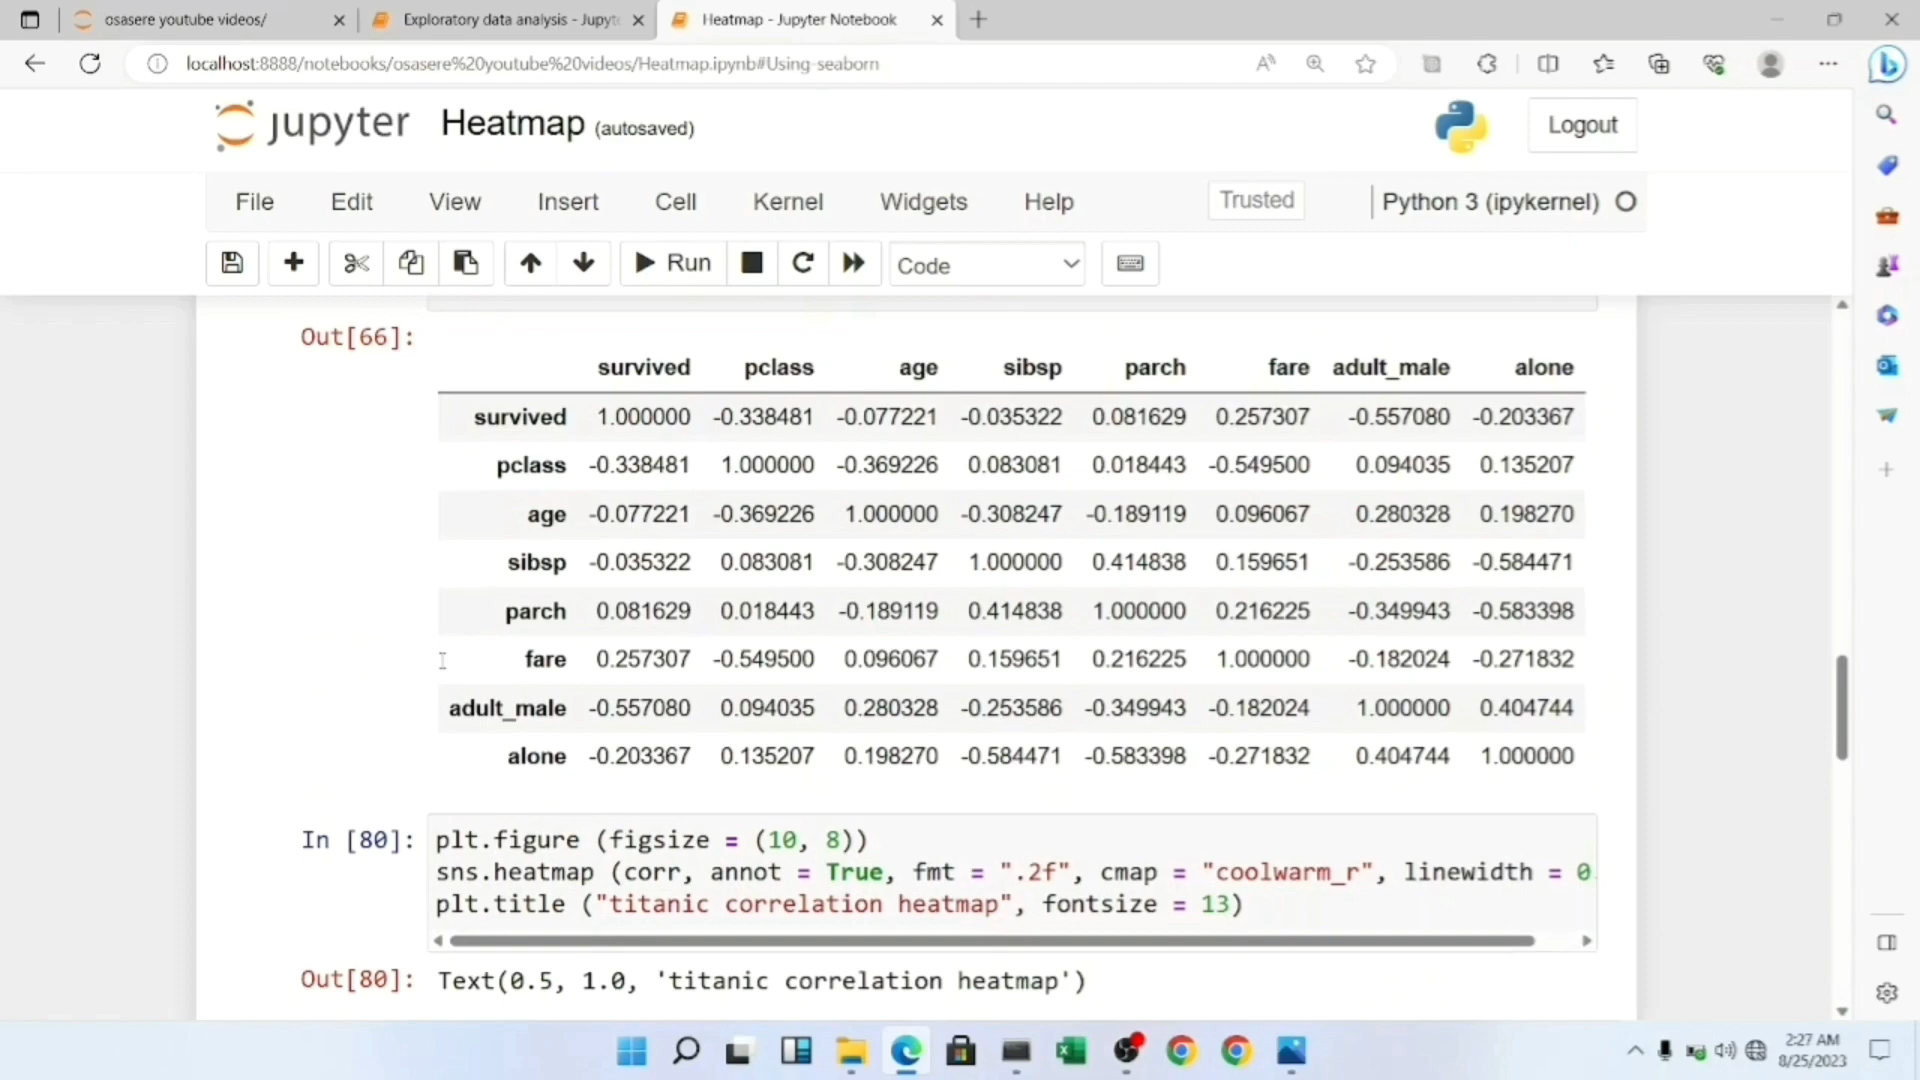 osasere youtube videos/
Exploratory data analysis - Jupyt
Heatmap - Jupyter Notebook
localhost:8888/notebooks/osasere%20youtube%20videos/Heatmap.ipynb#Using-seaborn
jupyter Heatmap (autosaved)
Logout
File Edit View Insert Cell Kernel Widgets Help Trusted Python 3 (ipykernel)
Run Code
Out[66]:
survived pclass age sibsp parch fare adult_male alone
survived 1.000000 -0.338481 -0.077221 -0.035322 0.081629 0.257307 -0.557080 -0.203367
pclass -0.338481 1.000000 -0.369226 0.083081 0.018443 -0.549500 0.094035 0.135207
age -0.077221 -0.369226 1.000000 -0.308247 -0.189119 0.096067 0.280328 0.198270
sibsp -0.035322 0.083081 -0.308247 1.000000 0.414838 0.159651 -0.253586 -0.584471
parch 0.081629 0.018443 -0.189119 0.414838 1.000000 0.216225 -0.349943 -0.583398
fare 0.257307 -0.549500 0.096067 0.159651 0.216225 1.000000 -0.182024 -0.271832
adult_male -0.557080 0.094035 0.280328 -0.253586 -0.349943 -0.182024 1.000000 0.404744
alone -0.203367 0.135207 0.198270 -0.584471 -0.583398 -0.271832 0.404744 1.000000
In [80]: plt.figure (figsize = (10, 8))
sns.heatmap (corr, annot = True, fmt = ".2f", cmap = "coolwarm_r", linewidth = 0.
plt.title ("titanic correlation heatmap", fontsize = 13)
Out[80]: Text(0.5, 1.0, 'titanic correlation heatmap')
2:27 AM
8/25/2023